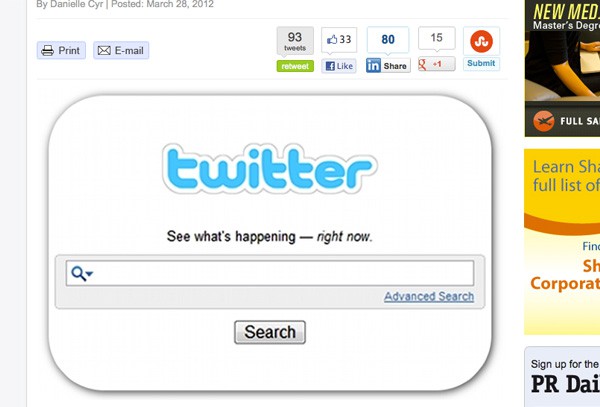 By Danielle Cyr | Posted: March 28, 2012
Print
E-mail
93
tweets
retweet
33
Like
80
in Share
15
+1
Submit
twitter
See what's happening — right now.
Advanced Search
Search
NEW MED
Master's Degr
FULL SA
Learn Sha
full list of
Find
Sh
Corporat
Sign up for the
PR Dai